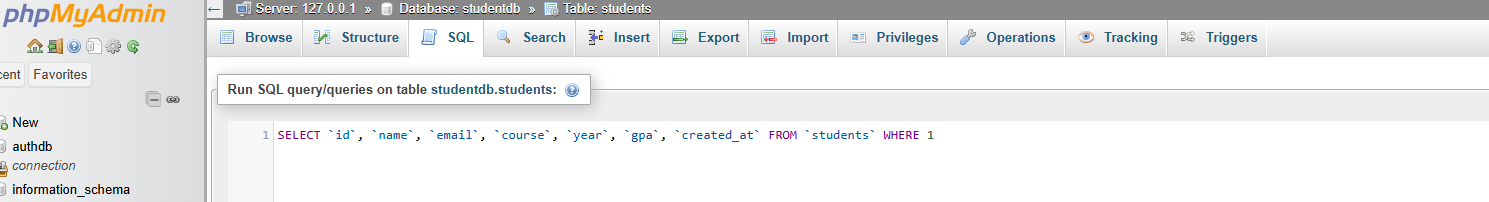 phpMyAdmin
Server: 127.0.0.1 » Database: studentdb » Table: students
Browse Structure SQL Search Insert Export Import Privileges Operations Tracking Triggers
cent Favorites
Run SQL query/queries on table studentdb.students:
1 SELECT `id`, `name`, `email`, `course`, `year`, `gpa`, `created_at` FROM `students` WHERE 1
New
authdb
connection
information_schema